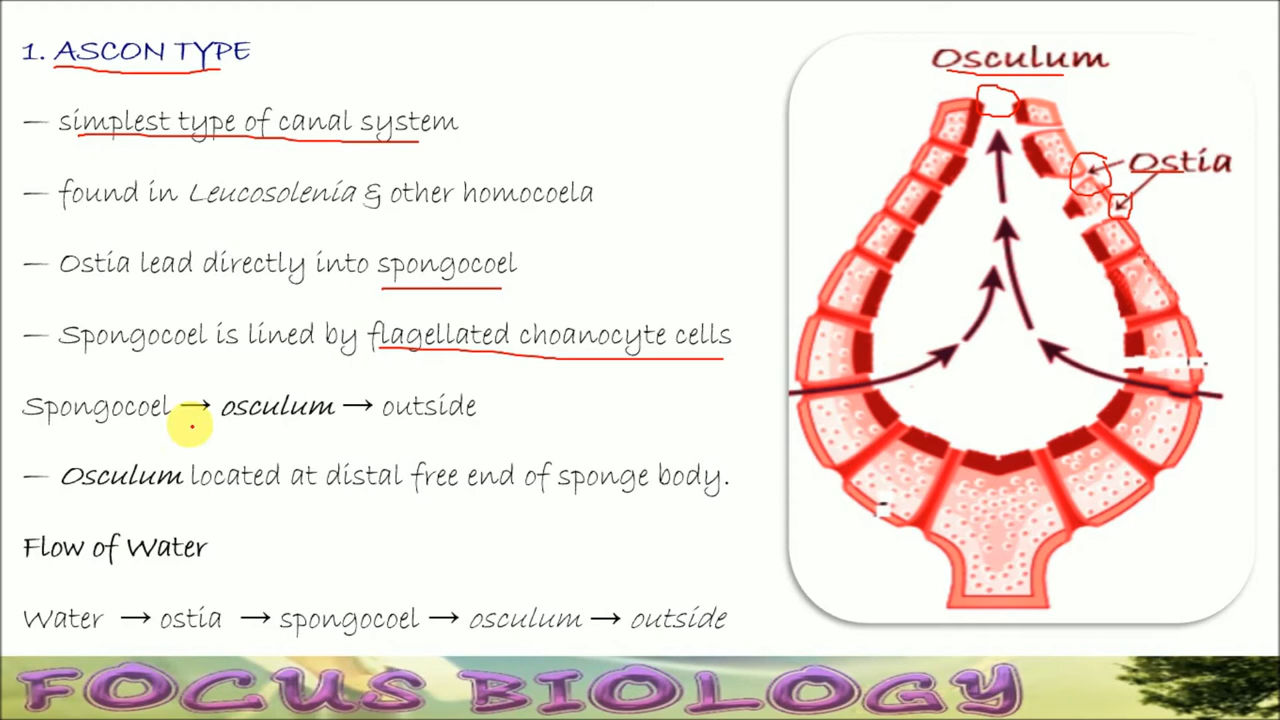 1. ASCON TYPE
— simplest type of canal system
— found in Leucosolenia & other homocoela
— Ostia lead directly into spongocoel
— Spongocoel is lined by flagellated choanocyte cells
Spongocoel → osculum → outside
— Osculum located at distal free end of sponge body.
Flow of Water
Water → ostia → spongocoel → osculum → outside
Osculum
Ostia
FOCUS BIOLOGY